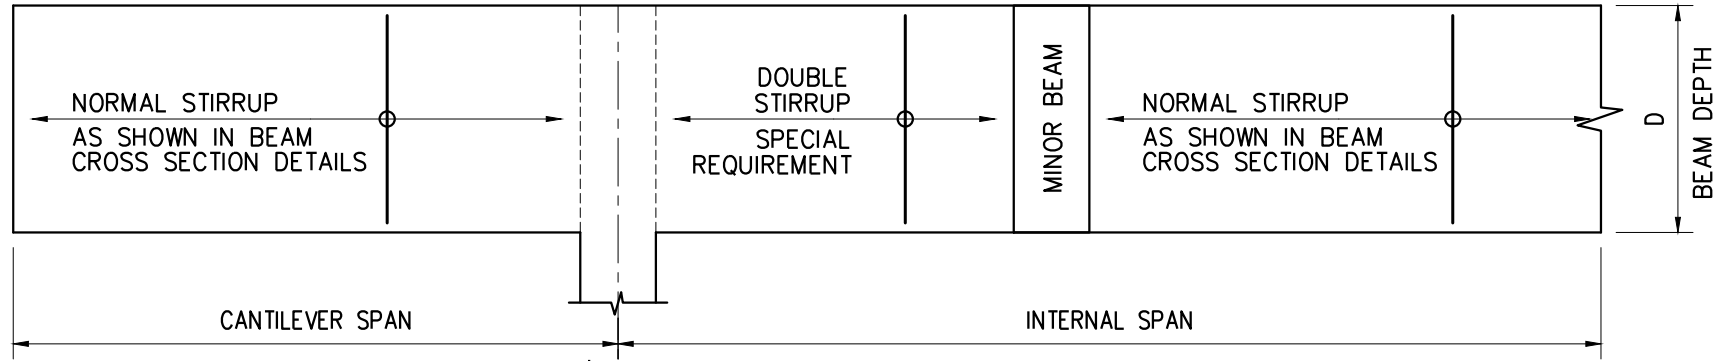 NORMAL STIRRUP
AS SHOWN IN BEAM
CROSS SECTION DETAILS
DOUBLE
STIRRUP
SPECIAL
REQUIREMENT
MINOR BEAM
NORMAL STIRRUP
AS SHOWN IN BEAM
CROSS SECTION DETAILS
D
BEAM DEPTH
CANTILEVER SPAN
INTERNAL SPAN